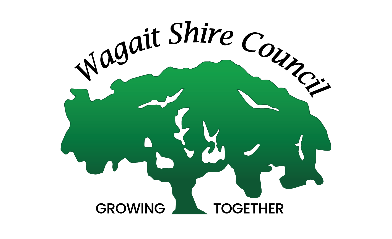 Wagait Shire Council
GROWING TOGETHER